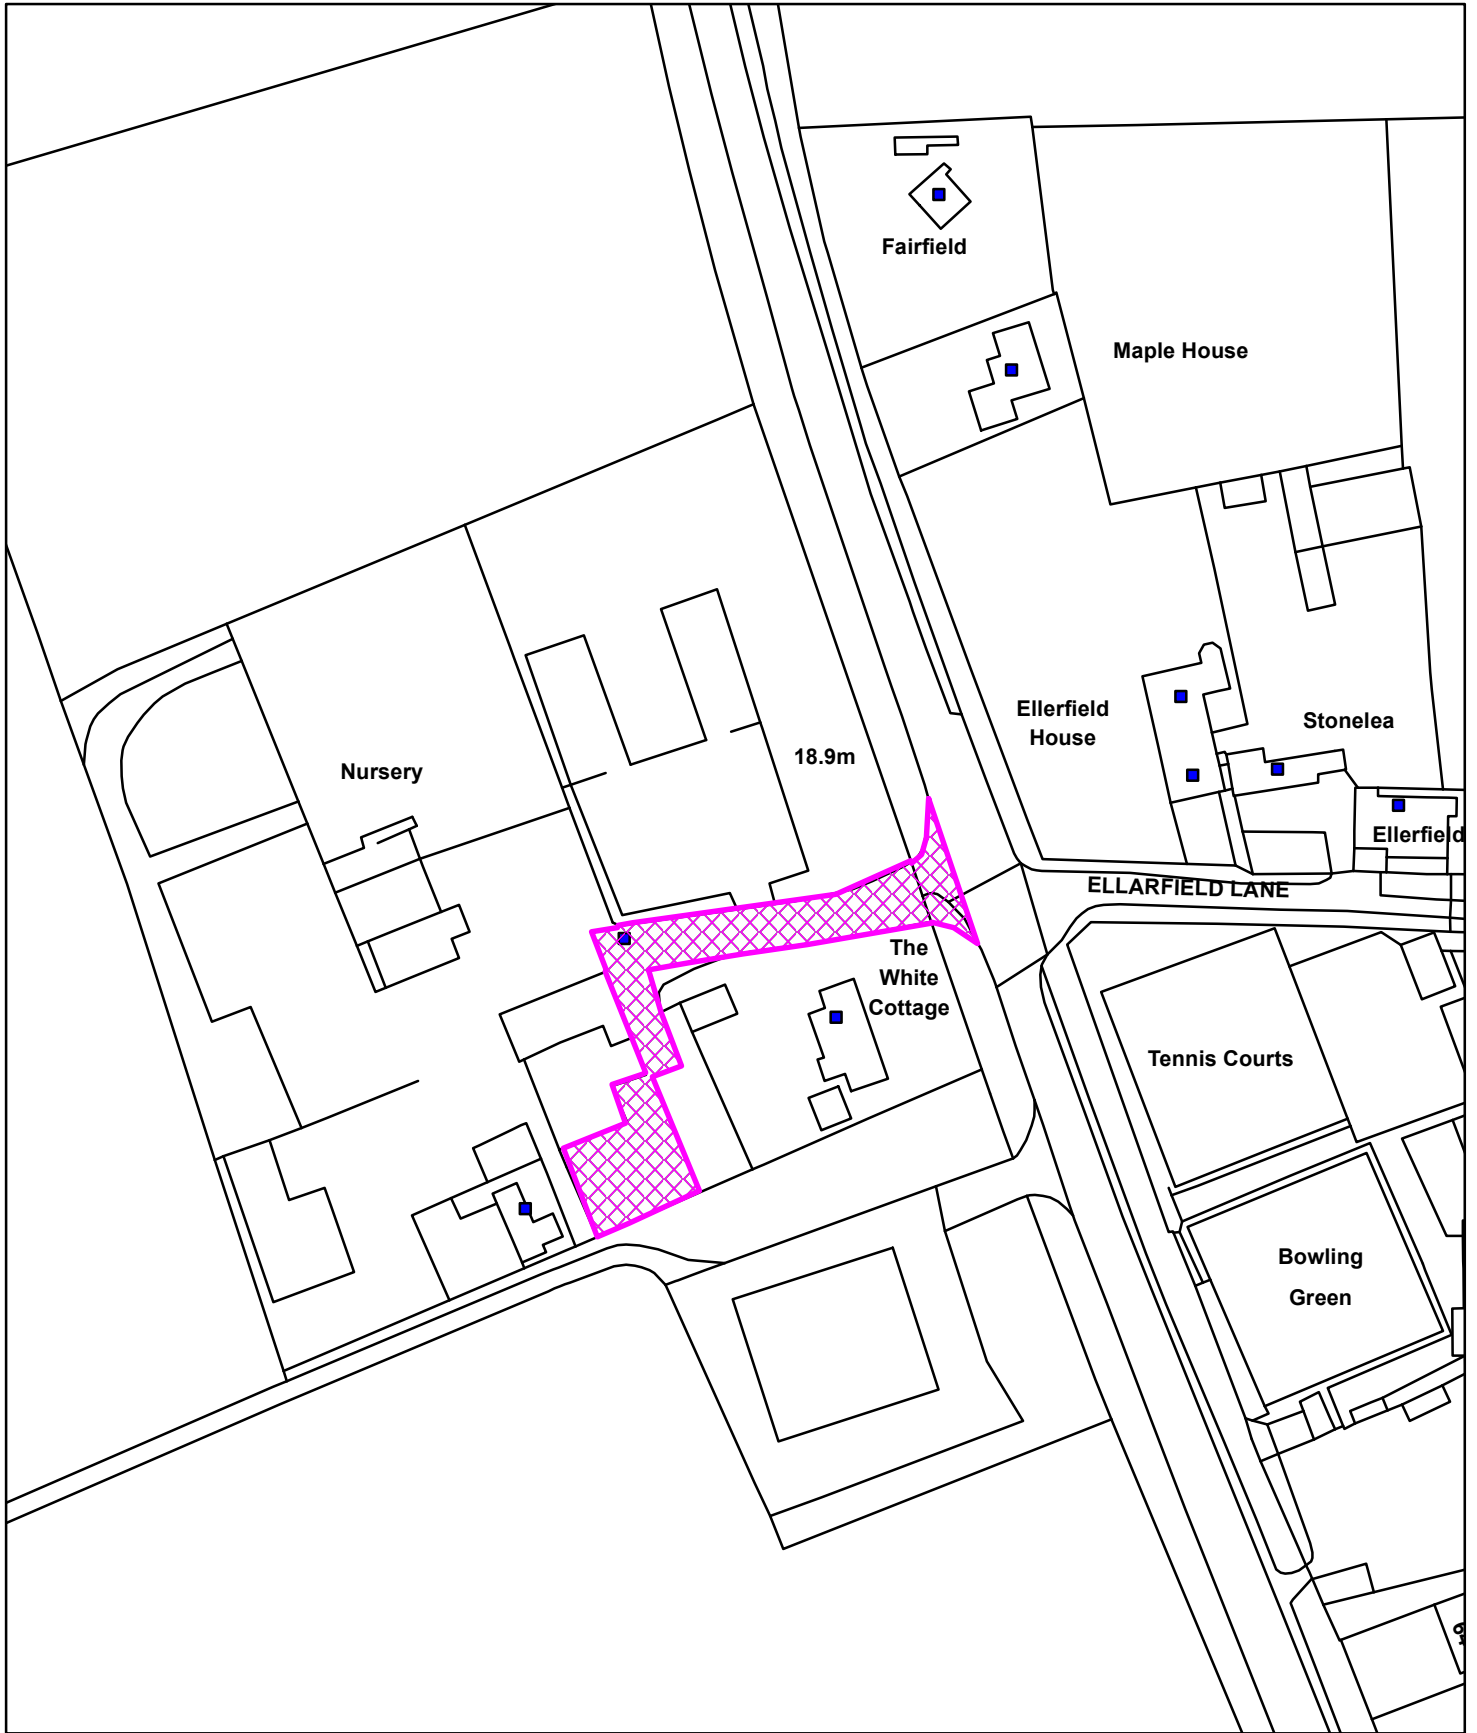 Fairfield
Maple House
Ellerfield
House
Stonelea
18.9m
Nursery
Ellerfield
ELLARFIELD LANE
The
White
Cottage
Tennis Courts
Bowling
Green